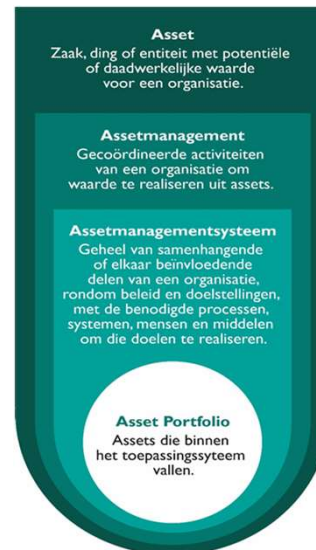 Asset
Zaak, ding of entiteit met potentiële
of daadwerkelijke waarde
voor een organisatie.
Assetmanagement
Gecoördineerde activiteiten
van een organisatie om
waarde te realiseren uit assets.
Assetmanagementsysteem
Geheel van samenhangende
of elkaar beïnvloedende
delen van een organisatie,
rondom beleid en doelstellingen,
met de benodigde processen,
systemen, mensen en middelen
om die doelen te realiseren.
Asset Portfolio
Assets die binnen
het toepassingssyteem
vallen.